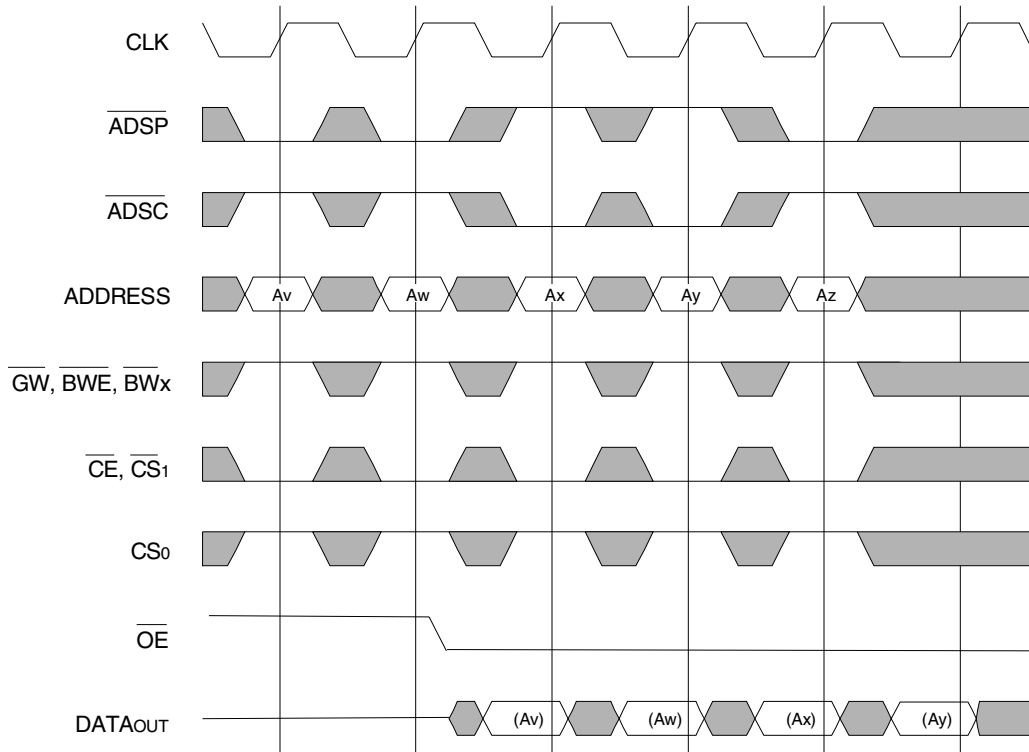 CLK
ADSP
ADSC
ADDRESS Av Aw Ax Ay Az
GW, BWE, BWx
CE, CS1
CS0
OE
DATAOUT (Av) (Aw) (Ax) (Ay)